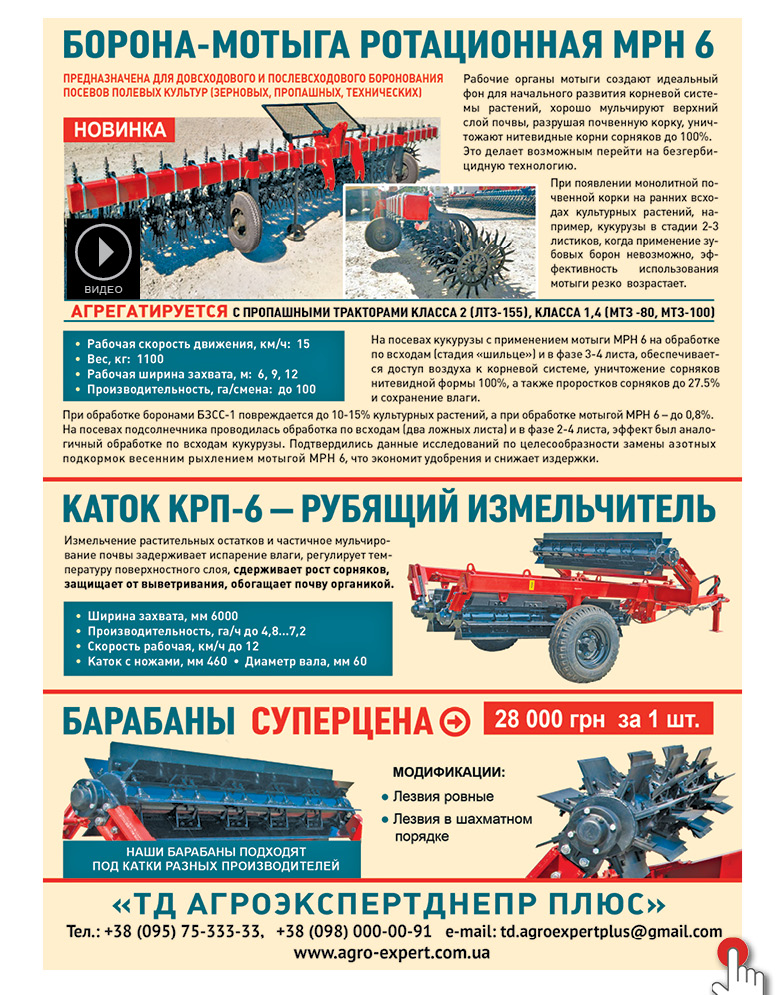 БОРОНА-МОТЫГА РОТАЦИОННАЯ МРН 6
ПРЕДНАЗНАЧЕНА ДЛЯ ДОВСХОДОВОГО И ПОСЛЕВСХОДОВОГО БОРОНОВАНИЯ
ПОСЕВОВ ПОЛЕВЫХ КУЛЬТУР (ЗЕРНОВЫХ, ПРОПАШНЫХ, ТЕХНИЧЕСКИХ)
НОВИНКА
ВИДЕО
Рабочие органы мотыги создают идеальный
фон для начального развития корневой систе-
мы растений, хорошо мульчируют верхний
слой почвы, разрушая почвенную корку, унич-
тожают нитевидные корни сорняков до 100%.
Это делает возможным перейти на безгерби-
цидную технологию.
При появлении монолитной по-
чвенной корки на ранних всхо-
дах культурных растений, на-
пример, кукурузы в стадии 2-3
листиков, когда применение зу-
бовых борон невозможно, эф-
фективность использования
мотыги резко возрастает.
АГРЕГАТИРУЕТСЯ С ПРОПАШНЫМИ ТРАКТОРАМИ КЛАССА 2 (ЛТЗ-155), КЛАССА 1,4 (МТЗ -80, МТЗ-100)
• Рабочая скорость движения, км/ч: 15
• Вес, кг: 1100
• Рабочая ширина захвата, м: 6, 9, 12
• Производительность, га/смена: до 100
На посевах кукурузы с применением мотыги МРН 6 на обработке
по всходам (стадия «шильце») и в фазе 3-4 листа, обеспечивает-
ся доступ воздуха к корневой системе, уничтожение сорняков
нитевидной формы 100%, а также проростков сорняков до 27.5%
и сохранение влаги.
При обработке боронами БЗСС-1 повреждается до 10-15% культурных растений, а при обработке мотыгой МРН 6 – до 0,8%.
На посевах подсолнечника проводилась обработка по всходам (два ложных листа) и в фазе 2-4 листа, эффект был анало-
гичный обработке по всходам кукурузы. Подтвердились данные исследований по целесообразности замены азотных
подкормок весенним рыхлением мотыгой МРН 6, что экономит удобрения и снижает издержки.
КАТОК КРП-6 — РУБЯЩИЙ ИЗМЕЛЬЧИТЕЛЬ
Измельчение растительных остатков и частичное мульчиро-
вание почвы задерживает испарение влаги, регулирует тем-
пературу поверхностного слоя, сдерживает рост сорняков,
защищает от выветривания, обогащает почву органикой.
• Ширина захвата, мм 6000
• Производительность, га/ч до 4,8...7,2
• Скорость рабочая, км/ч до 12
• Каток с ножами, мм 460 • Диаметр вала, мм 60
БАРАБАНЫ СУПЕРЦЕНА 28 000 грн за 1 шт.
НАШИ БАРАБАНЫ ПОДХОДЯТ
ПОД КАТКИ РАЗНЫХ ПРОИЗВОДИТЕЛЕЙ
МОДИФИКАЦИИ:
• Лезвия ровные
• Лезвия в шахматном
порядке
«ТД АГРОЭКСПЕРТДНЕПР ПЛЮС»
Тел.: +38 (095) 75-333-33, +38 (098) 000-00-91 e-mail: td.agroexpertplus@gmail.com
www.agro-expert.com.ua